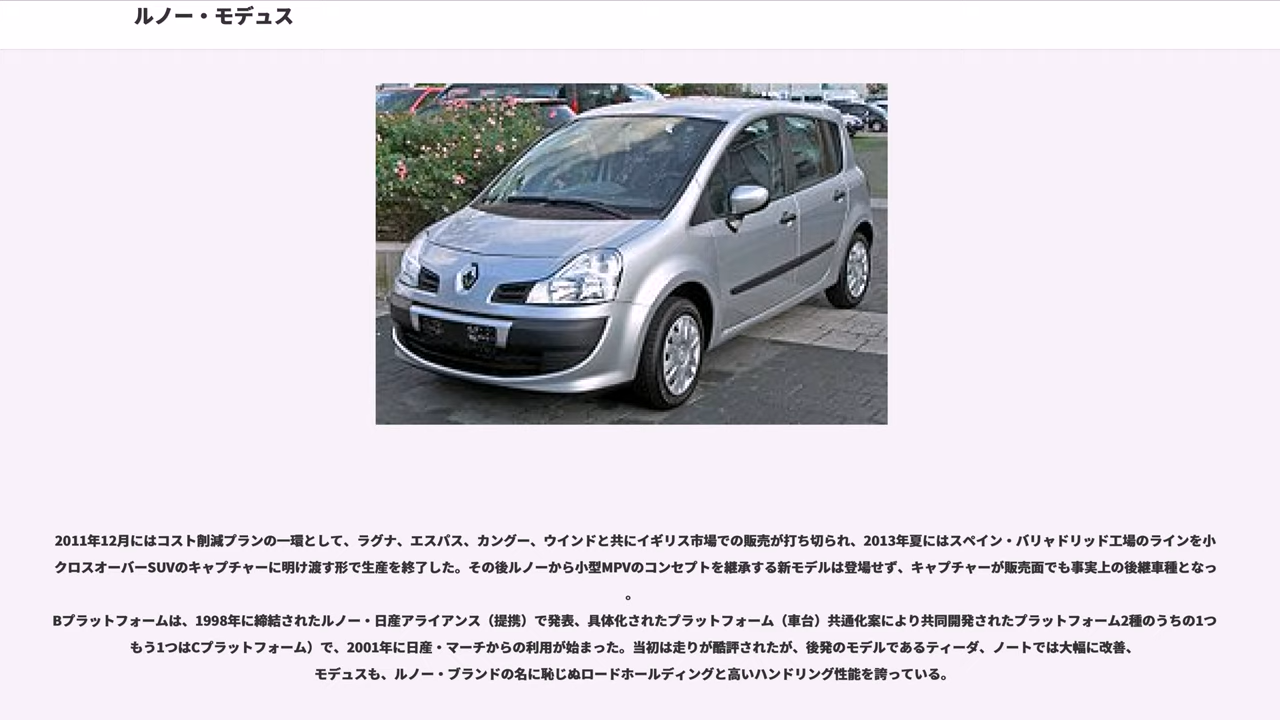 ルノー・モデュス
2011年12月にはコスト削減プランの一環として、ラグナ、エスパス、カングー、ウインドと共にイギリス市場での販売が打ち切られ、2013年夏にはスペイン・バリャドリッド工場のラインを小
クロスオーバーSUVのキャプチャーに明け渡す形で生産を終了した。その後ルノーから小型MPVのコンセプトを継承する新モデルは登場せず、キャプチャーが販売面でも事実上の後継車種となっ
。
Bプラットフォームは、1998年に締結されたルノー・日産アライアンス（提携）で発表、具体化されたプラットフォーム（車台）共通化案により共同開発されたプラットフォーム2種のうちの1つ
もう1つはCプラットフォーム）で、2001年に日産・マーチからの利用が始まった。当初は走りが酷評されたが、後発のモデルであるティーダ、ノートでは大幅に改善、
モデュスも、ルノー・ブランドの名に恥じぬロードホールディングと高いハンドリング性能を誇っている。